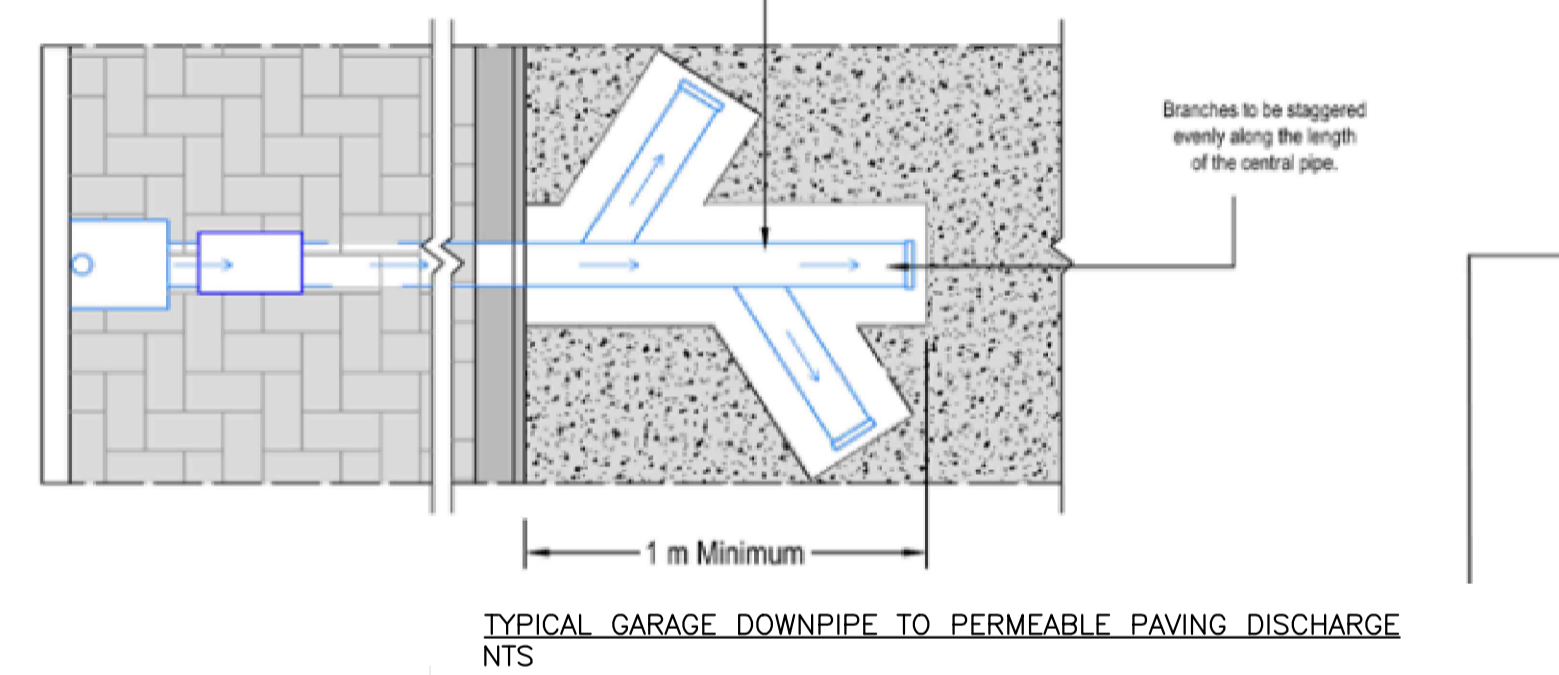 Branches to be staggered
evenly along the length
of the central pipe.
1 m Minimum
TYPICAL GARAGE DOWNPIPE TO PERMEABLE PAVING DISCHARGE
NTS